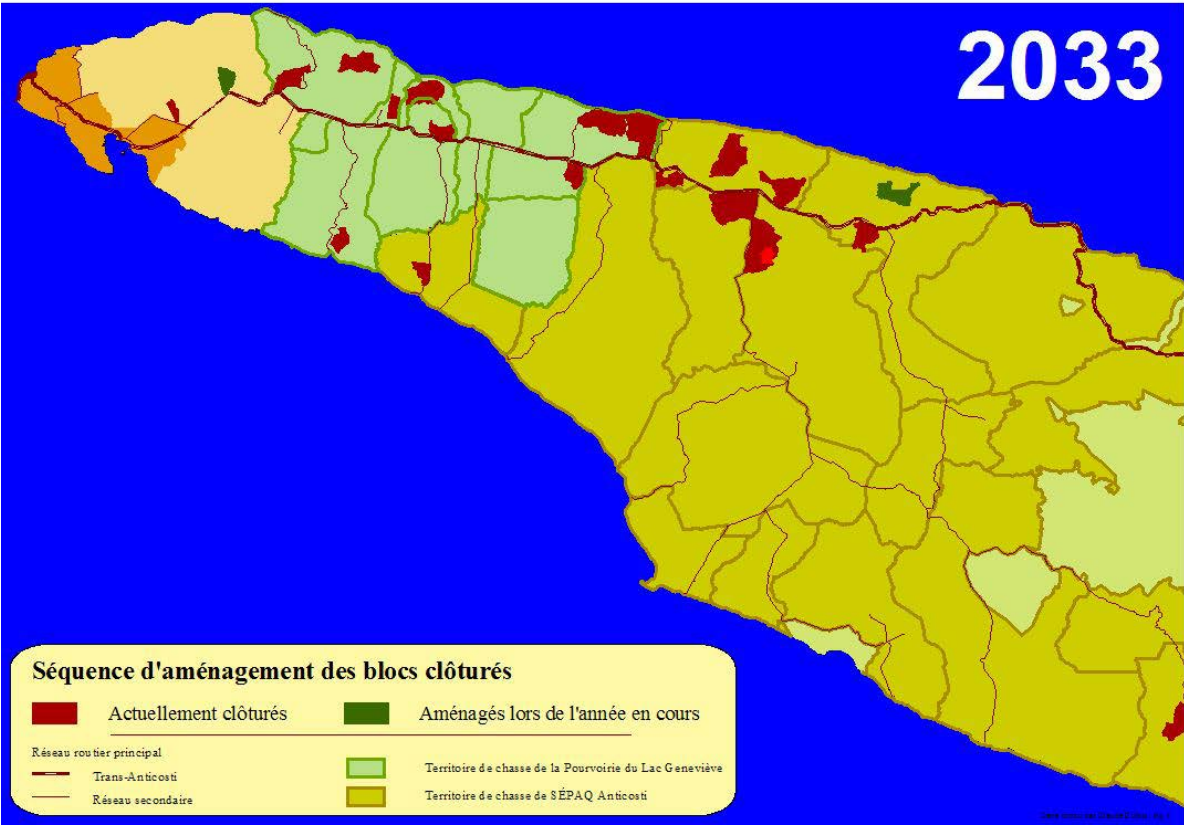 2033
Séquence d'aménagement des blocs clôturés
Actuellement clôturés
Aménagés lors de l'année en cours
Réseau routier principal
Trans-Anticosti
Réseau secondaire
Territoire de chasse de la Pourvoirie du Lac Geneviève
Territoire de chasse de SÉPAQ Anticosti